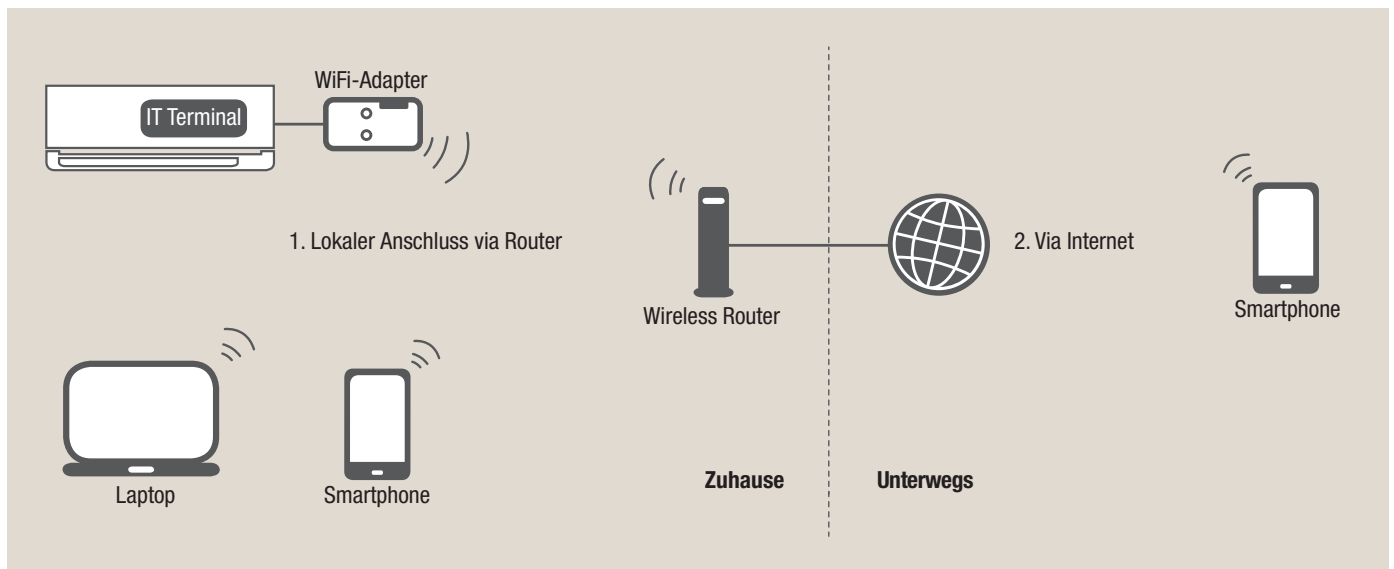 WiFi-Adapter
IT Terminal
1. Lokaler Anschluss via Router
2. Via Internet
Wireless Router
Smartphone
Laptop
Smartphone
Zuhause
Unterwegs